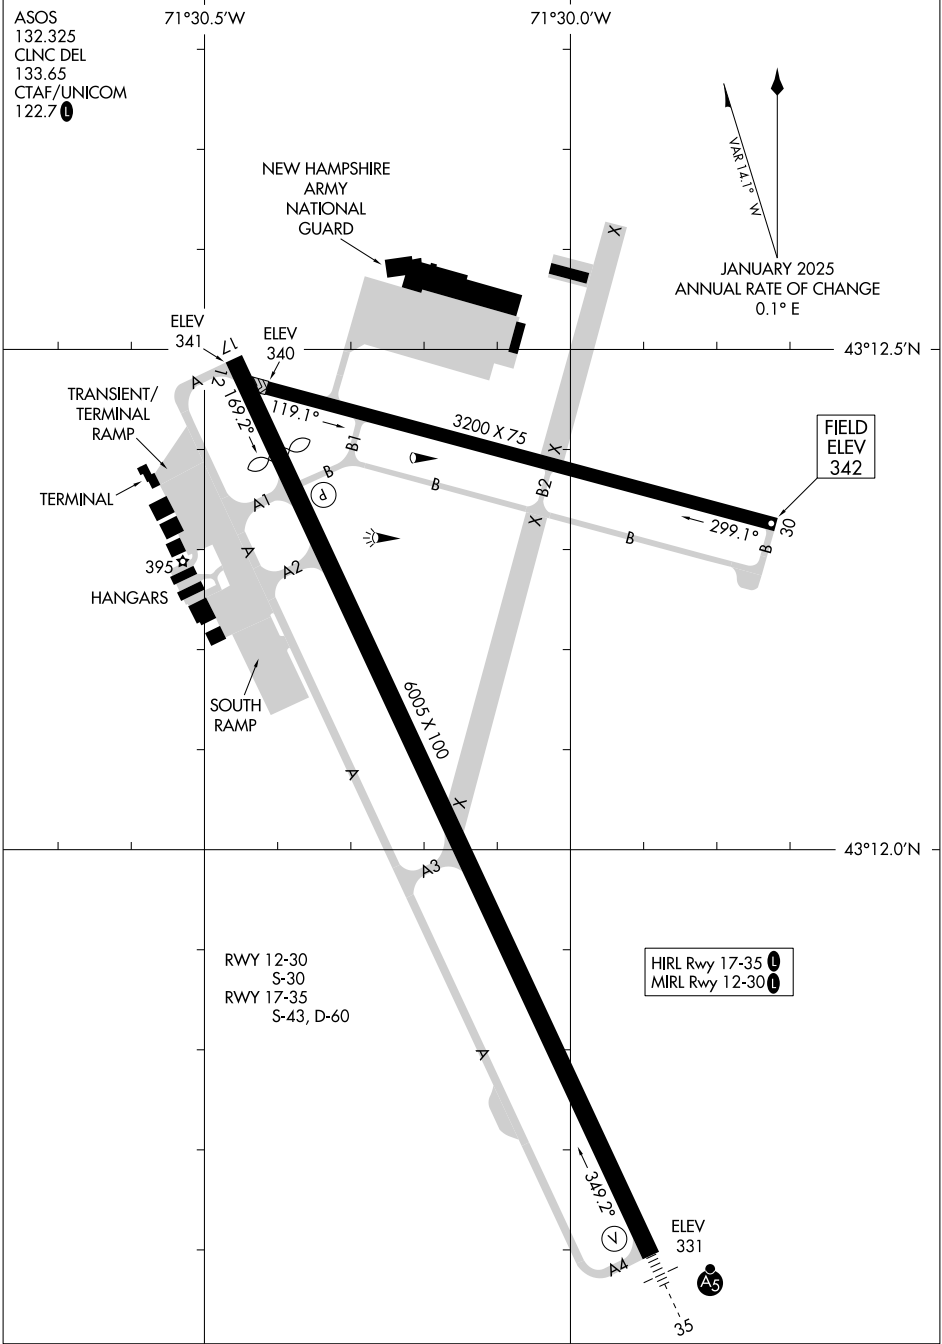 ASOS
132.325
CLNC DEL
133.65
CTAF/UNICOM
122.7 L
71°30.5'W
71°30.0'W
VAR 14.1° W
JANUARY 2025
ANNUAL RATE OF CHANGE
0.1° E
NEW HAMPSHIRE
ARMY
NATIONAL
GUARD
X
ELEV
341
17
ELEV
340
12
43°12.5'N
A
TRANSIENT/
TERMINAL
RAMP
169.2°
119.1°
3200 X 75
B1
X
FIELD
ELEV
342
TERMINAL
A1
B
P
B
B2
X
B
299.1°
30
B
A
A2
395
HANGARS
SOUTH
RAMP
6005 X 100
A
X
43°12.0'N
A3
RWY 12-30
S-30
RWY 17-35
S-43, D-60
HIRL Rwy 17-35 L
MIRL Rwy 12-30 L
A
349.2°
V
A4
ELEV
331
A5
35